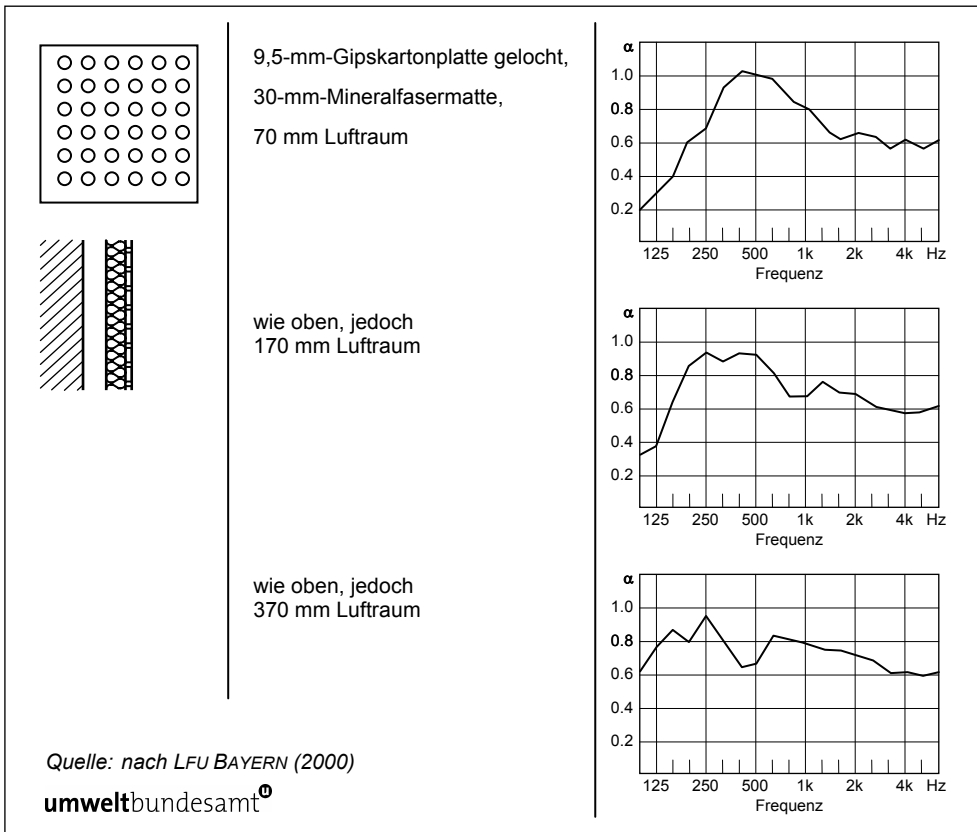 9,5-mm-Gipskartonplatte gelocht,
30-mm-Mineralfasermatte,
70 mm Luftraum
α
1.0
0.8
0.6
0.4
0.2
125 250 500 1k 2k 4k Hz
Frequenz
wie oben, jedoch
170 mm Luftraum
α
1.0
0.8
0.6
0.4
0.2
125 250 500 1k 2k 4k Hz
Frequenz
wie oben, jedoch
370 mm Luftraum
α
1.0
0.8
0.6
0.4
0.2
125 250 500 1k 2k 4k Hz
Frequenz
Quelle: nach LFU BAYERN (2000)
umweltbundesamt